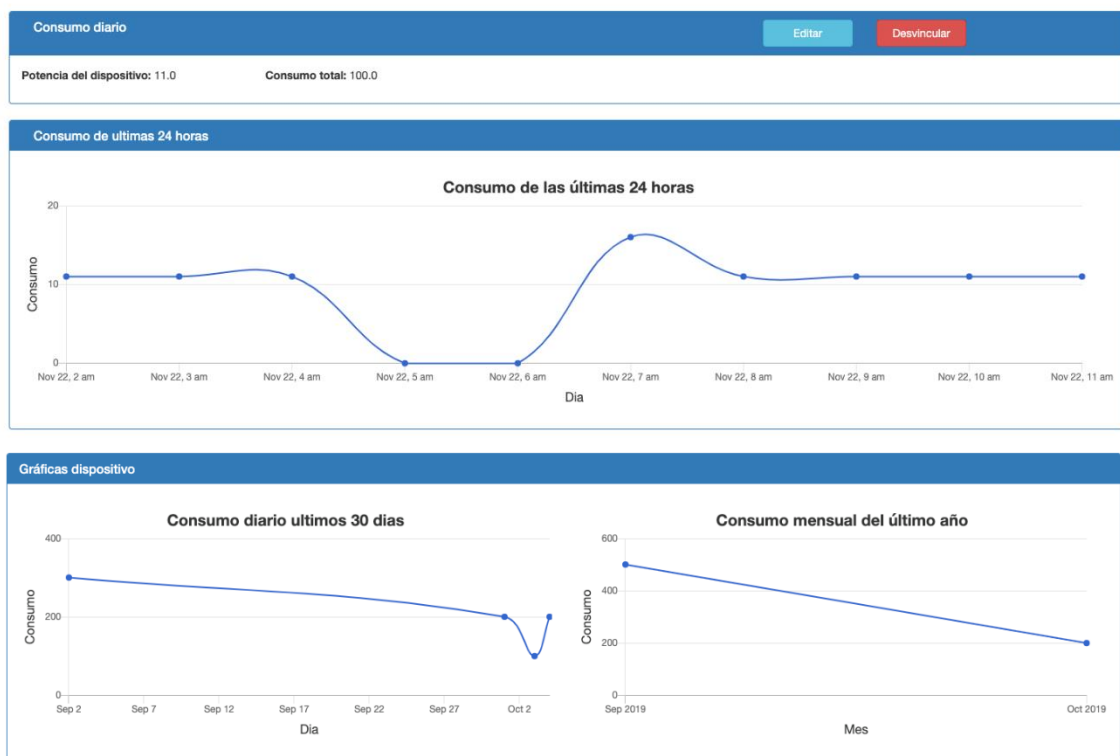 Consumo diario
Editar
Desvincular
Potencia del dispositivo: 11.0
Consumo total: 100.0
Consumo de ultimas 24 horas
Consumo de las últimas 24 horas
20
10
0
Consumo
Nov 22, 2 am
Nov 22, 3 am
Nov 22, 4 am
Nov 22, 5 am
Nov 22, 6 am
Nov 22, 7 am
Nov 22, 8 am
Nov 22, 9 am
Nov 22, 10 am
Nov 22, 11 am
Dia
Gráficas dispositivo
Consumo diario ultimos 30 dias
400
200
0
Consumo
Sep 2
Sep 7
Sep 12
Sep 17
Sep 22
Sep 27
Oct 2
Dia
Consumo mensual del último año
600
400
200
0
Consumo
Sep 2019
Oct 2019
Mes